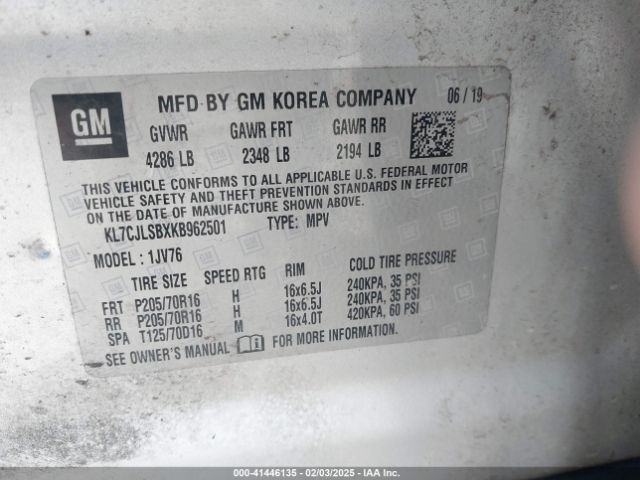 GM
MFD BY GM KOREA COMPANY 06 / 19
GVWR GAWR FRT GAWR RR
4286 LB 2348 LB 2194 LB
THIS VEHICLE CONFORMS TO ALL APPLICABLE U.S. FEDERAL MOTOR
VEHICLE SAFETY AND THEFT PREVENTION STANDARDS IN EFFECT
ON THE DATE OF MANUFACTURE SHOWN ABOVE.
KL7CJLSBXKB962501 TYPE: MPV
MODEL : 1JV76
TIRE SIZE SPEED RTG RIM COLD TIRE PRESSURE
FRT P205/70R16 H 16x6.5J 240KPA, 35 PSI
RR P205/70R16 H 16x6.5J 240KPA, 35 PSI
SPA T125/70D16 M 16x4.0T 420KPA, 60 PSI
SEE OWNER'S MANUAL FOR MORE INFORMATION
000-41446135 - 02/03/2025 - IAA Inc.